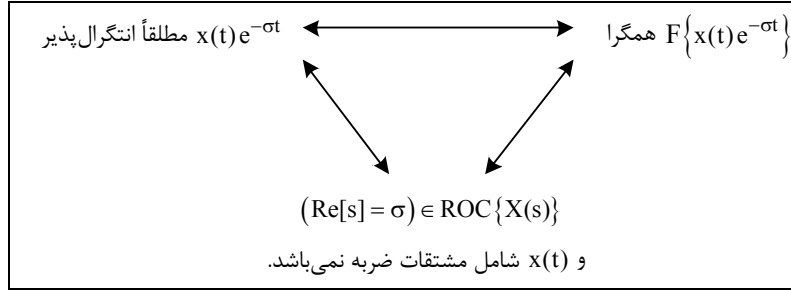 همگرا F{x(t)e^{−σt}}
x(t)e^{−σt} مطلقاً انتگرال‌پذیر
(Re[s] = σ) ∈ ROC{X(s)}
و x(t) شامل مشتقات ضربه نمی‌باشد.